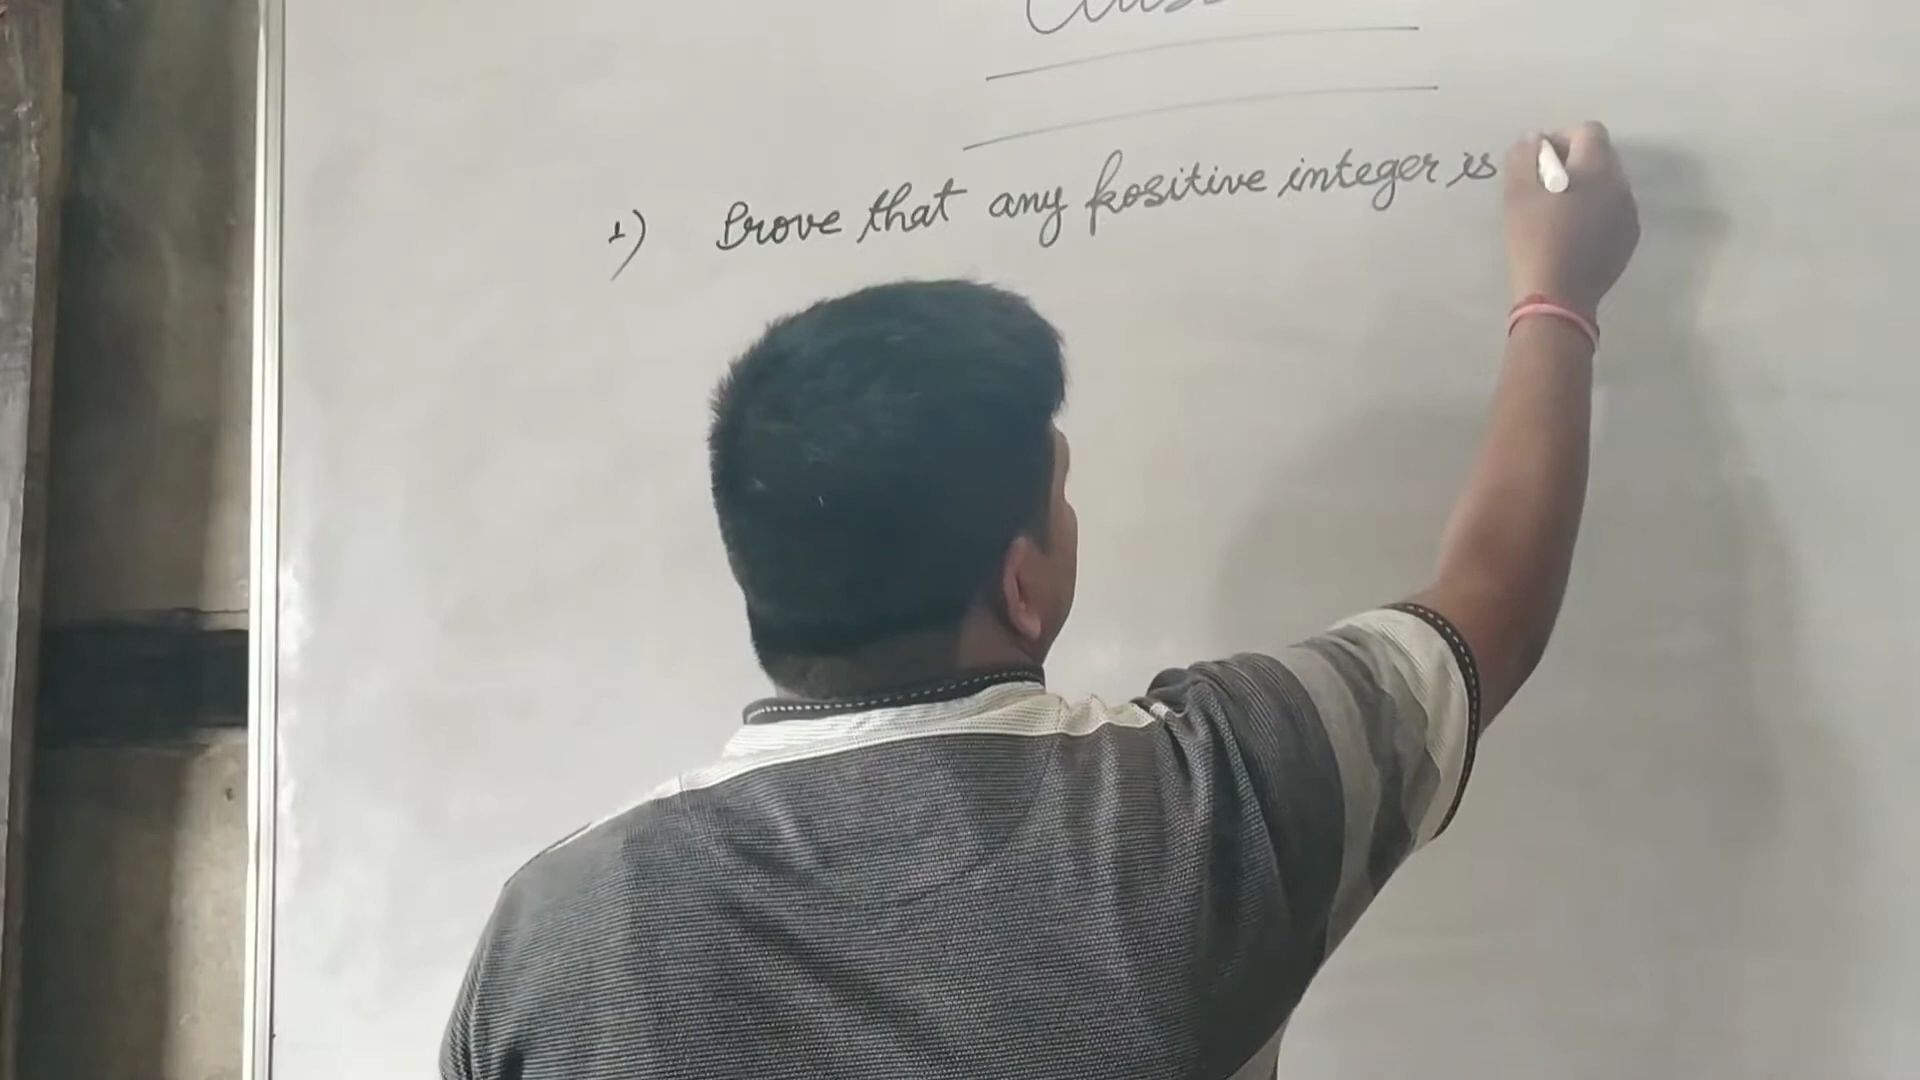 1) Prove that any positive integer is